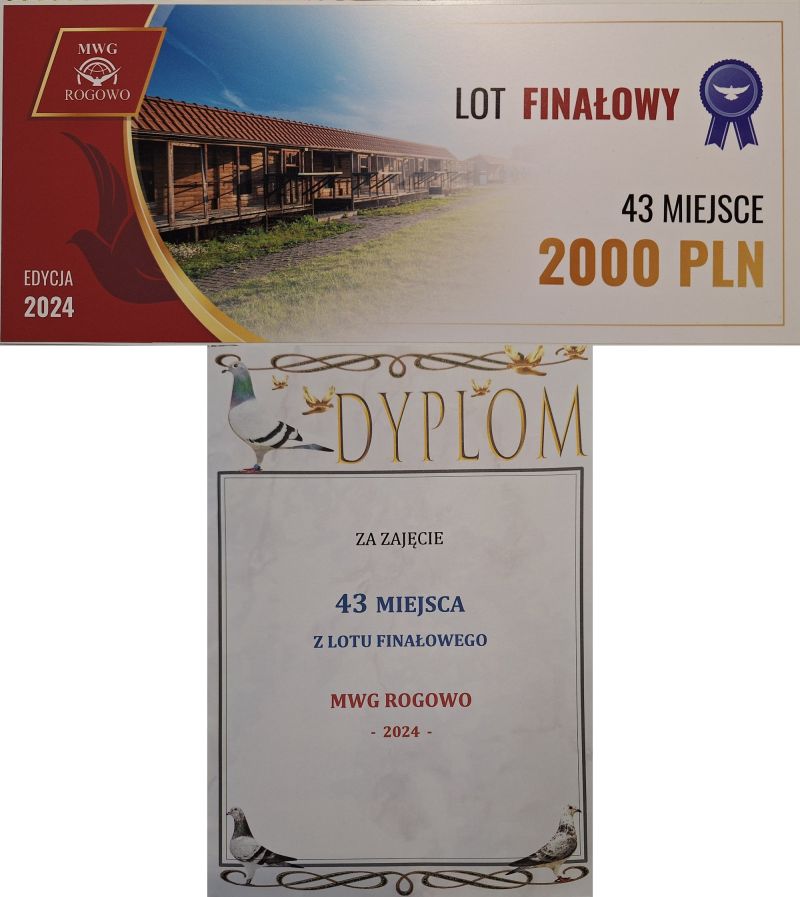 MWG
ROGOWO
LOT FINAŁOWY
43 MIEJSCE
2000 PLN
EDYCJA
2024
DYPLOM
ZA ZAJĘCIE
43 MIEJSCA
Z LOTU FINAŁOWEGO
MWG ROGOWO
- 2024 -